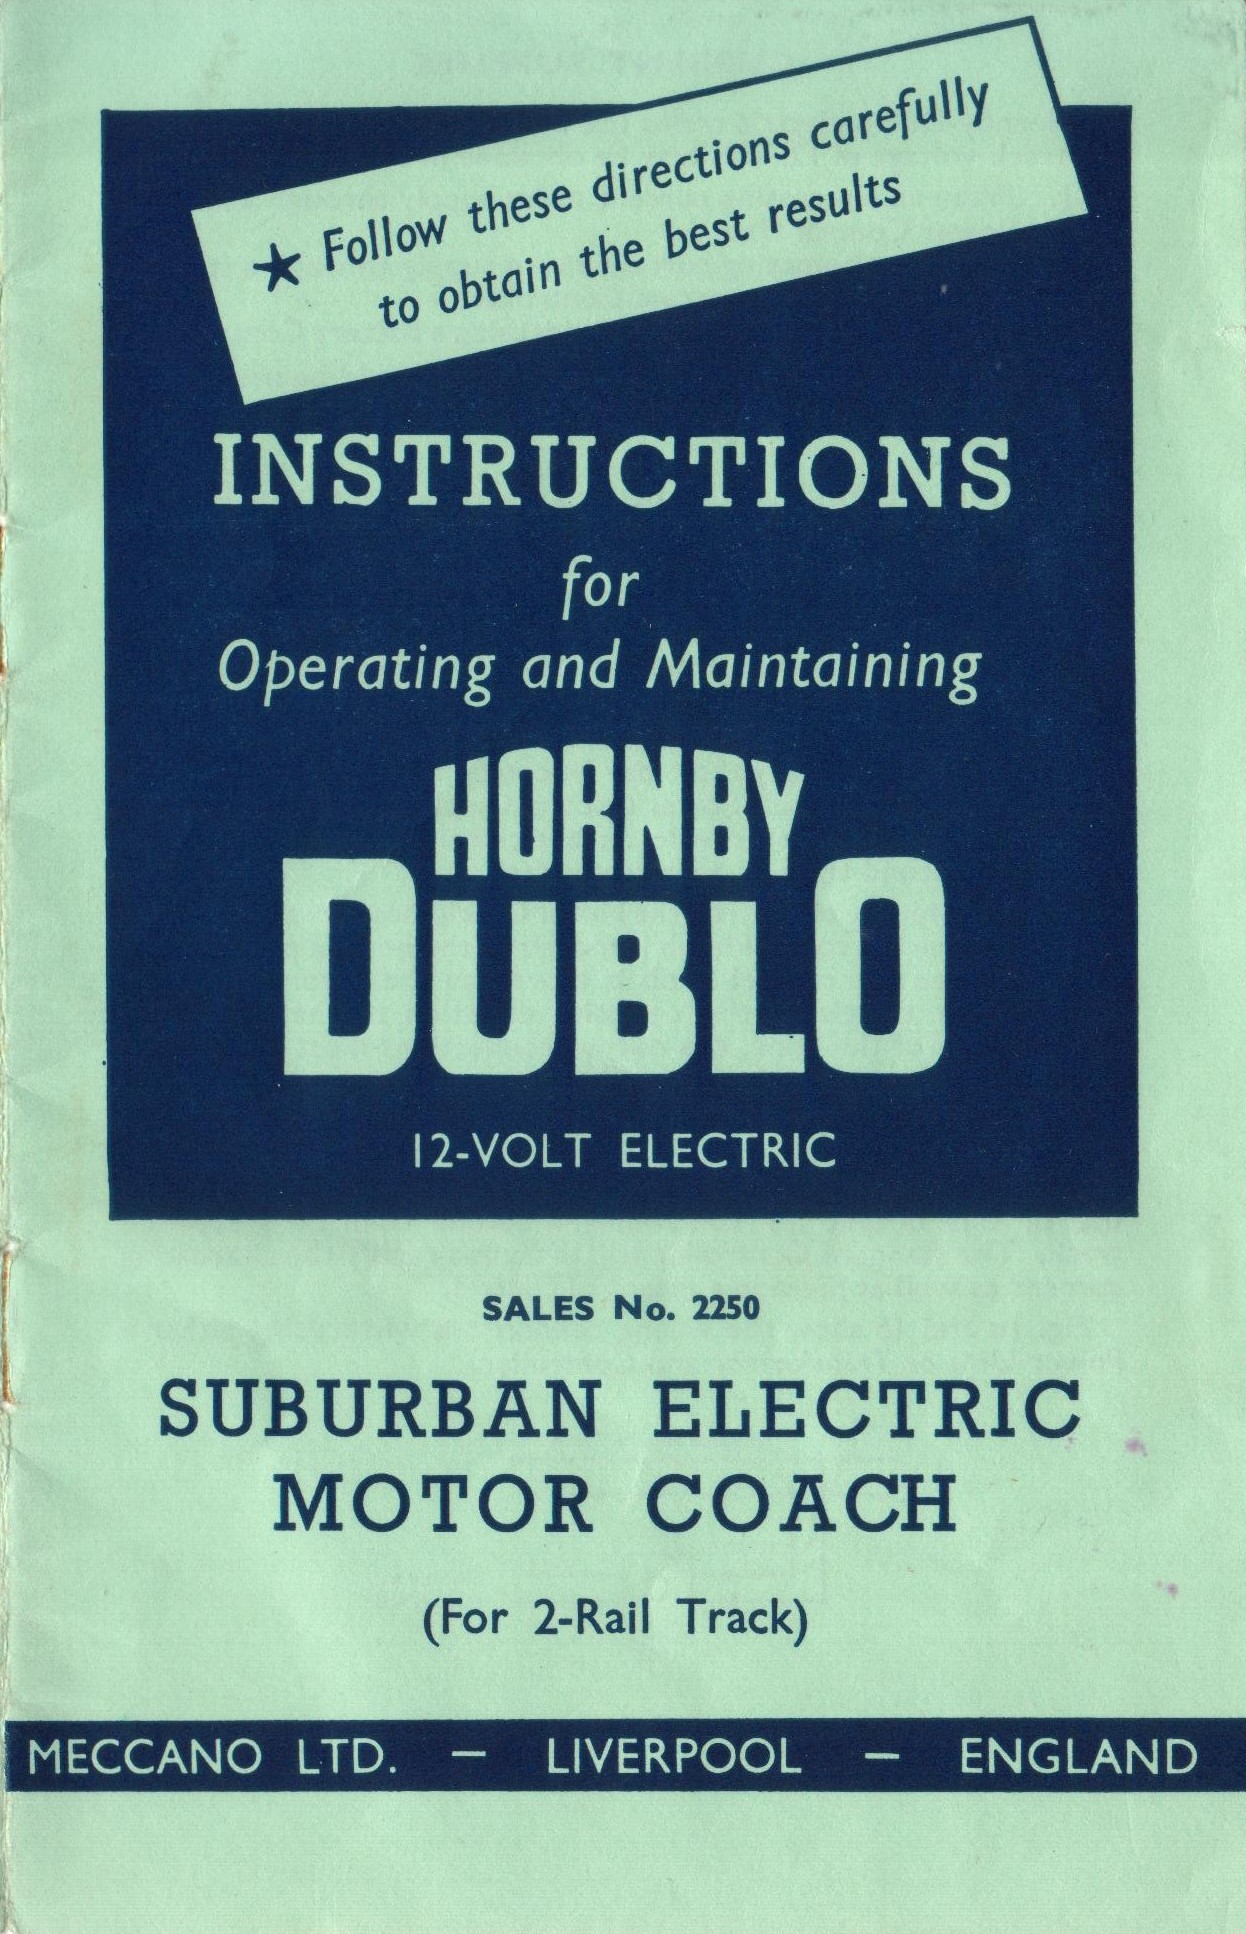 ★ Follow these directions carefully
to obtain the best results
INSTRUCTIONS
for
Operating and Maintaining
HORNBY
DUBLO
12-VOLT ELECTRIC
SALES No. 2250
SUBURBAN ELECTRIC
MOTOR COACH
(For 2-Rail Track)
MECCANO LTD. — LIVERPOOL — ENGLAND